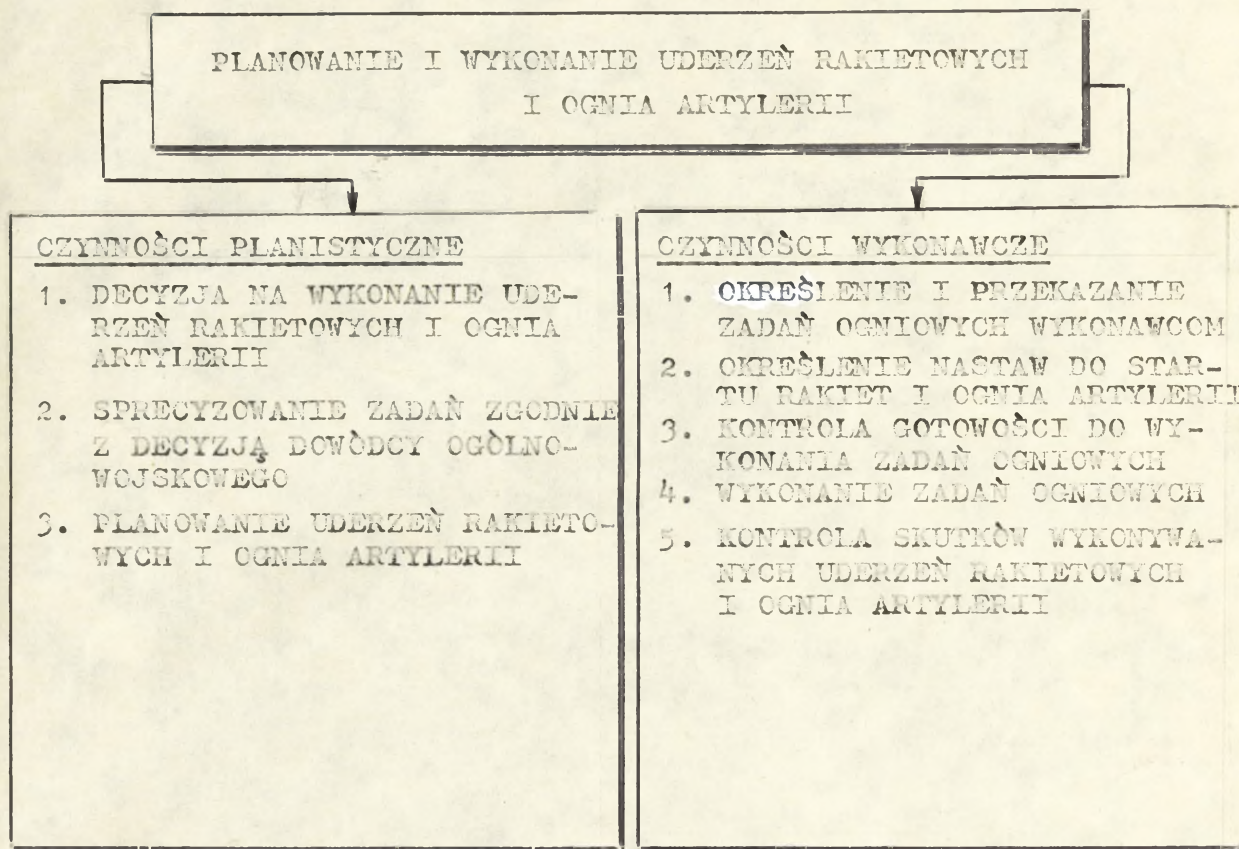 PLANOWANIE I WYKONANIE UDERZEŃ RAKIETOWYCH
I OGNIA ARTYLERII
CZYNNOŚCI PLANISTYCZNE
1. DECYZJA NA WYKONANIE UDE-
RZEŃ RAKIETOWYCH I OGNIA
ARTYLERII
2. SPRECYZOWANIE ZADAŃ ZGODNIE
Z DECYZJĄ DOWÓDCY OGÓLNO-
WOJSKOWEGO
3. PLANOWANIE UDERZEŃ RAKIETO-
WYCH I OGNIA ARTYLERII
CZYNNOŚCI WYKONAWCZE
1. OKREŚLENIE I PRZEKAZANIE
ZADAŃ OGNIOWYCH WYKONAWCOM
2. OKREŚLENIE NASTAW DO STAR-
TU RAKIET I OGNIA ARTYLERII
3. KONTROLA GOTOWOŚCI DO WY-
KONANIA ZADAŃ OGNIOWYCH
4. WYKONANIE ZADAŃ OGNIOWYCH
5. KONTROLA SKUTKÓW WYKONYWA-
NYCH UDERZEŃ RAKIETOWYCH
I OGNIA ARTYLERII